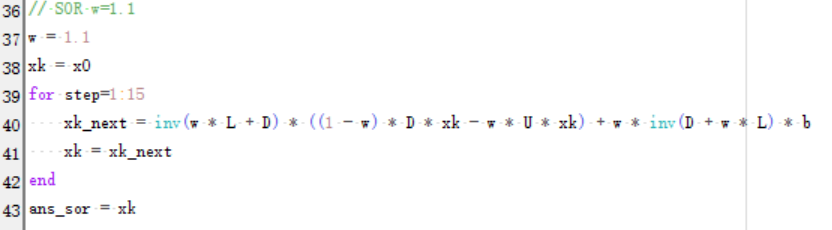 36 // SOR w=1.1
37 w = 1.1
38 xk = x0
39 for step=1:15
40     xk_next = inv(w * L + D) * ((1 - w) * D * xk - w * U * xk) + w * inv(D + w * L) * b
41     xk = xk_next
42 end
43 ans_sor = xk